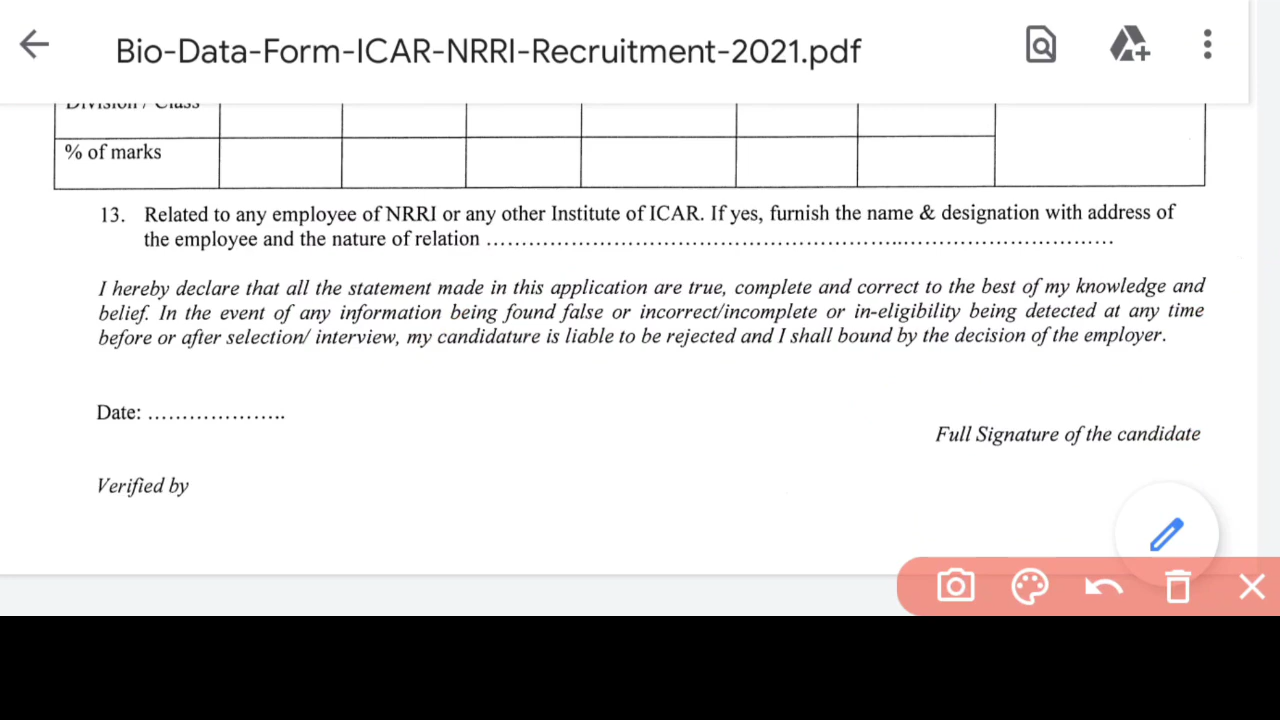 Bio-Data-Form-ICAR-NRRI-Recruitment-2021.pdf
Division / Class
% of marks
13. Related to any employee of NRRI or any other Institute of ICAR. If yes, furnish the name & designation with address of
the employee and the nature of relation ........................................................................................
I hereby declare that all the statement made in this application are true, complete and correct to the best of my knowledge and
belief. In the event of any information being found false or incorrect/incomplete or in-eligibility being detected at any time
before or after selection/ interview, my candidature is liable to be rejected and I shall bound by the decision of the employer.
Date: ....................
Full Signature of the candidate
Verified by